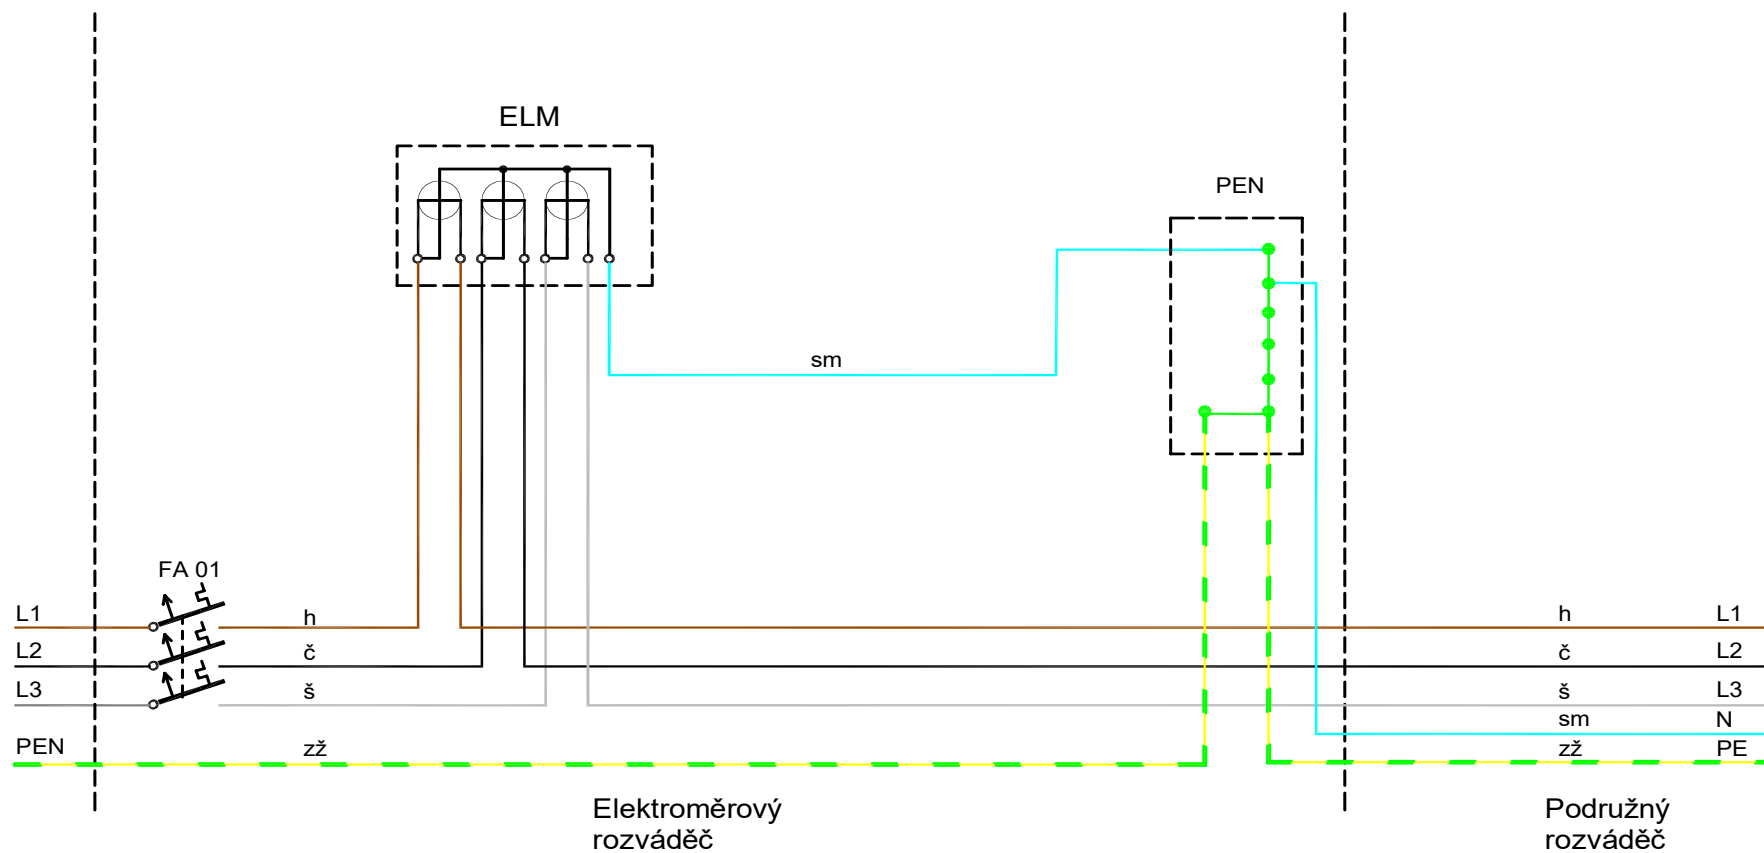 ELM
PEN
sm
FA 01
L1 h h L1
L2 č č L2
L3 š š L3
sm N
PEN zž zž PE
Elektroměrový
rozváděč
Podružný
rozváděč